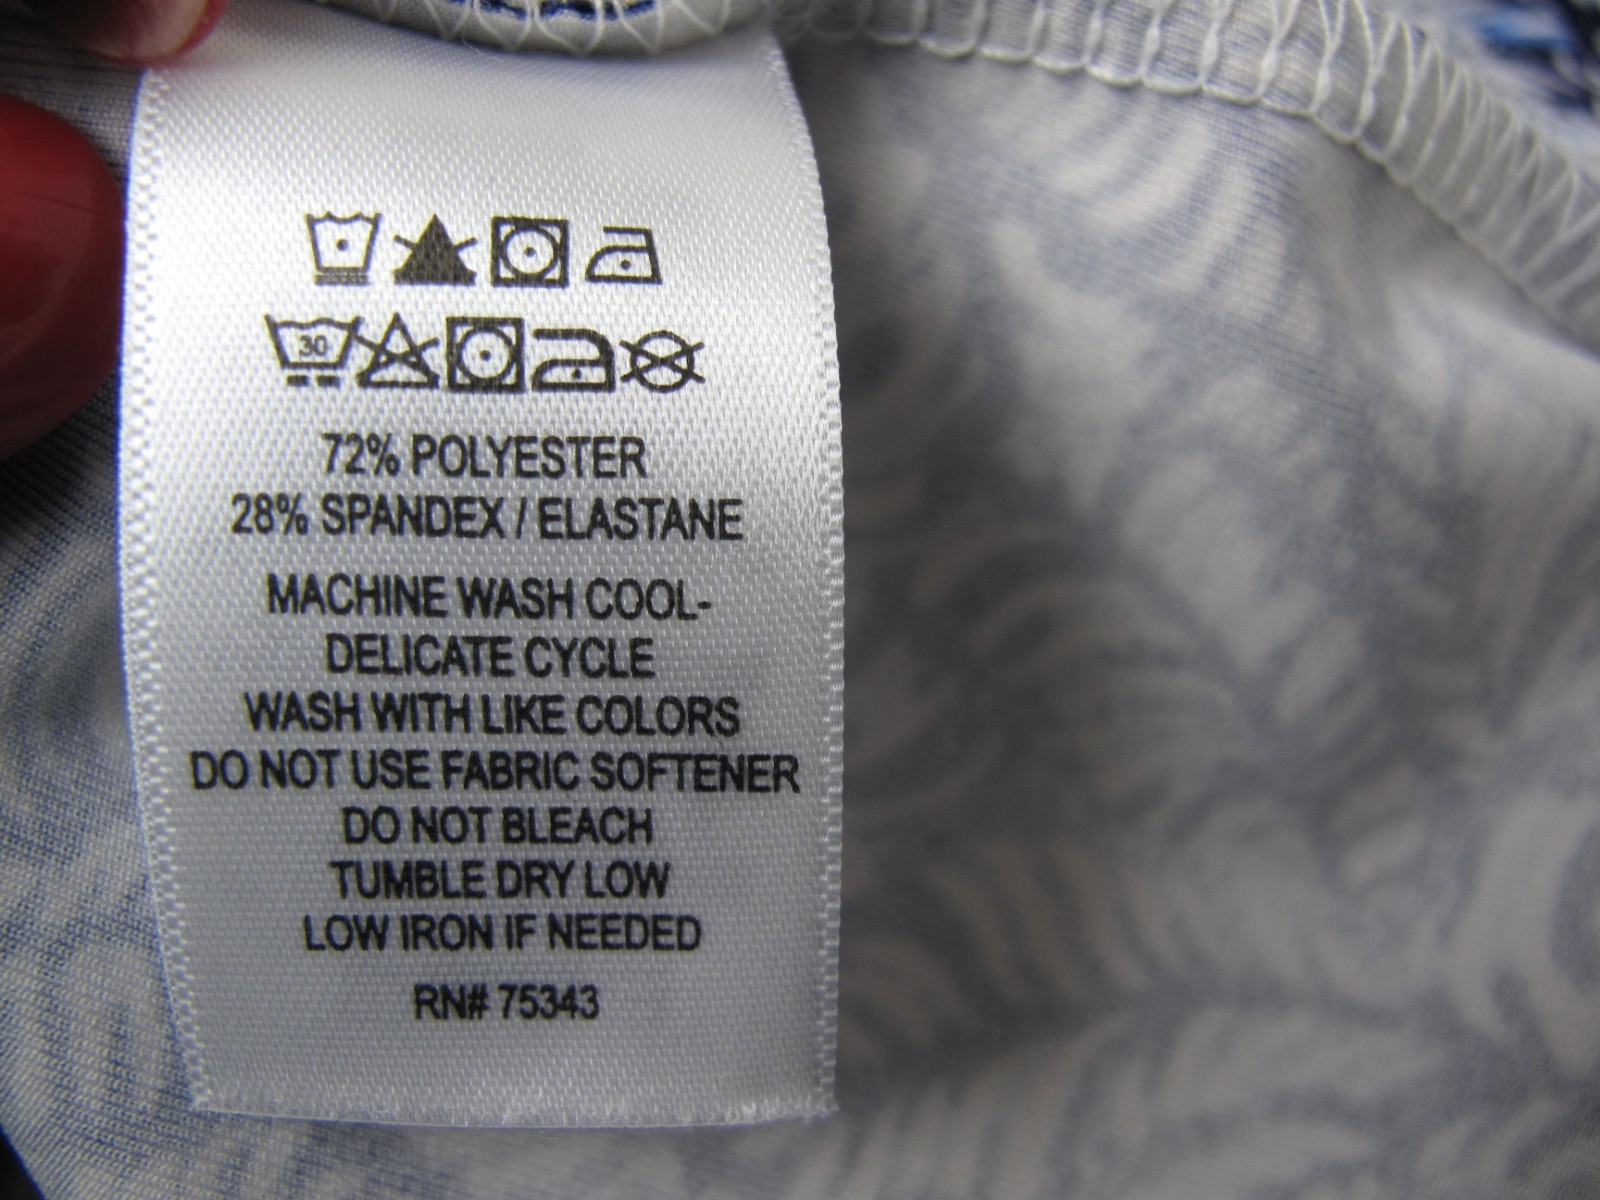 30
72% POLYESTER
28% SPANDEX / ELASTANE
MACHINE WASH COOL-
DELICATE CYCLE
WASH WITH LIKE COLORS
DO NOT USE FABRIC SOFTENER
DO NOT BLEACH
TUMBLE DRY LOW
LOW IRON IF NEEDED
RN# 75343